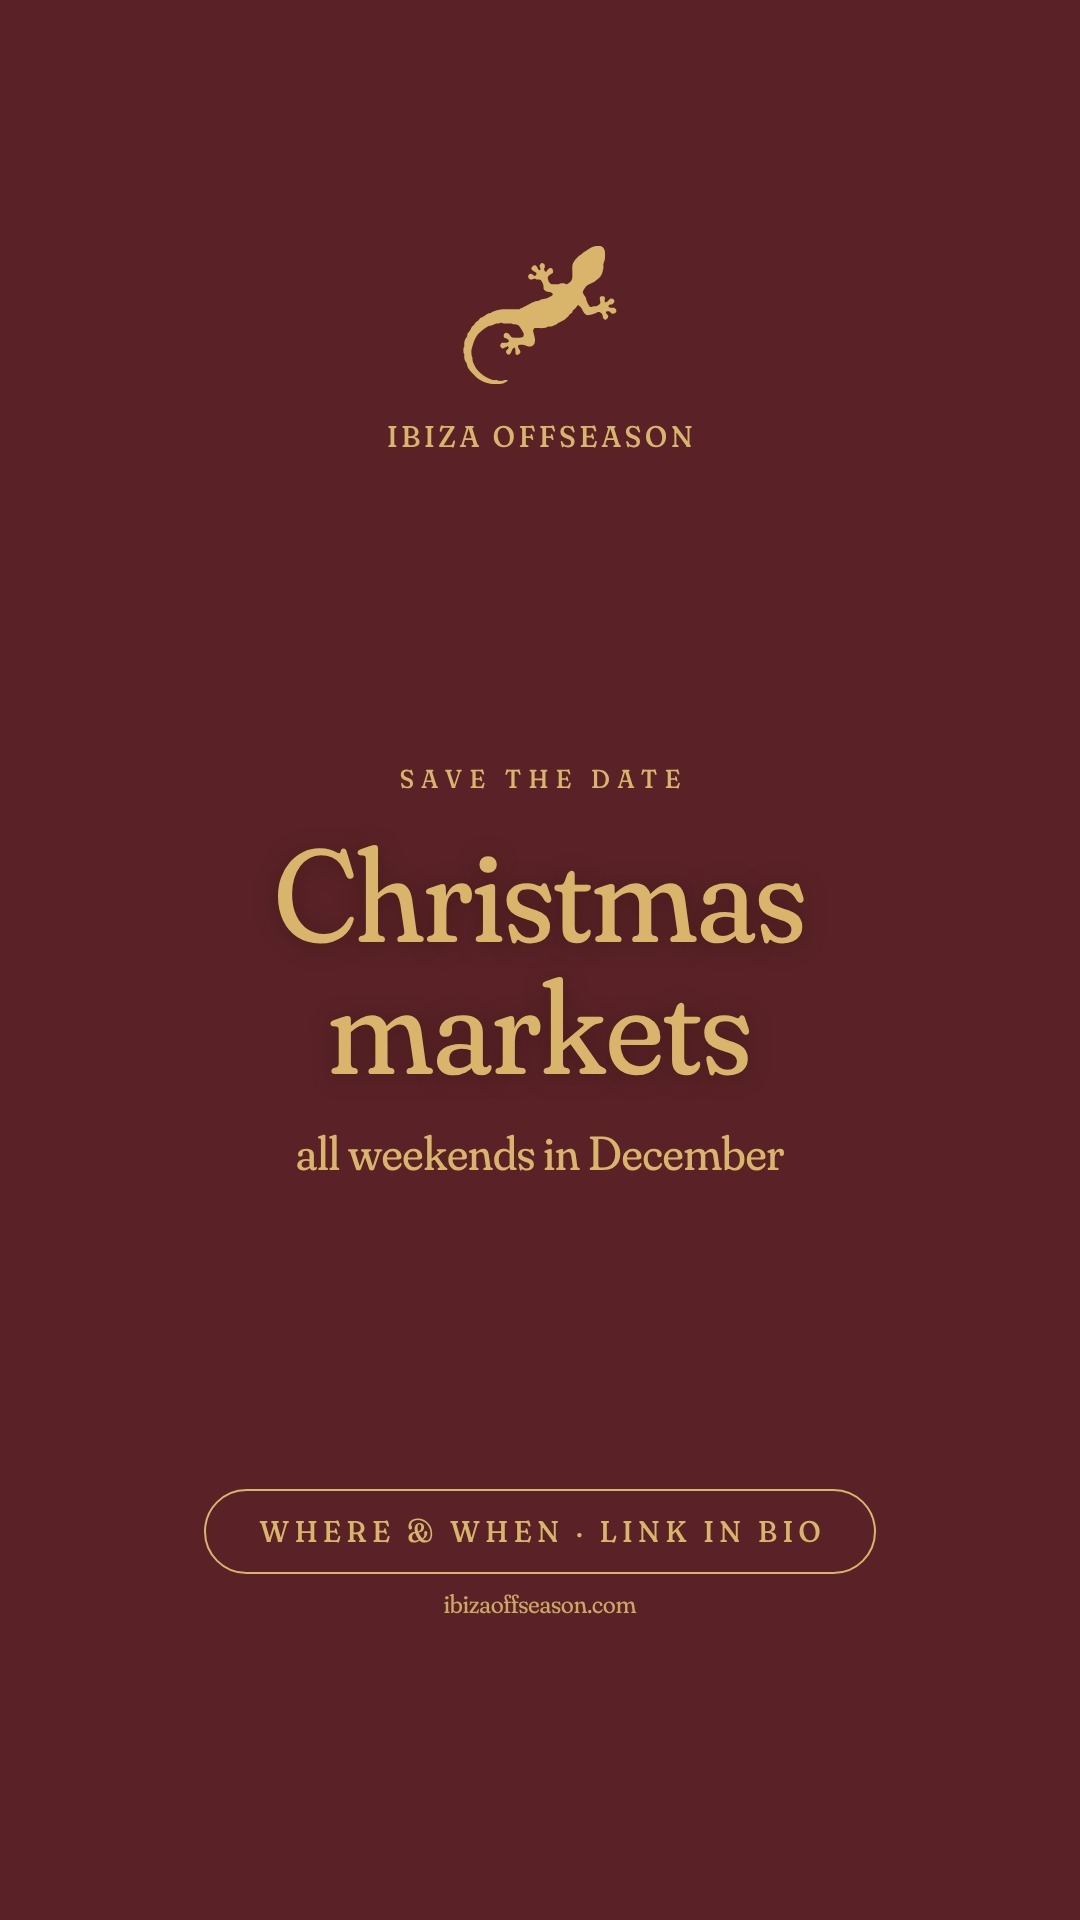 IBIZA OFFSEASON
SAVE THE DATE
Christmas
markets
all weekends in December
WHERE & WHEN · LINK IN BIO
ibizaoffseason.com